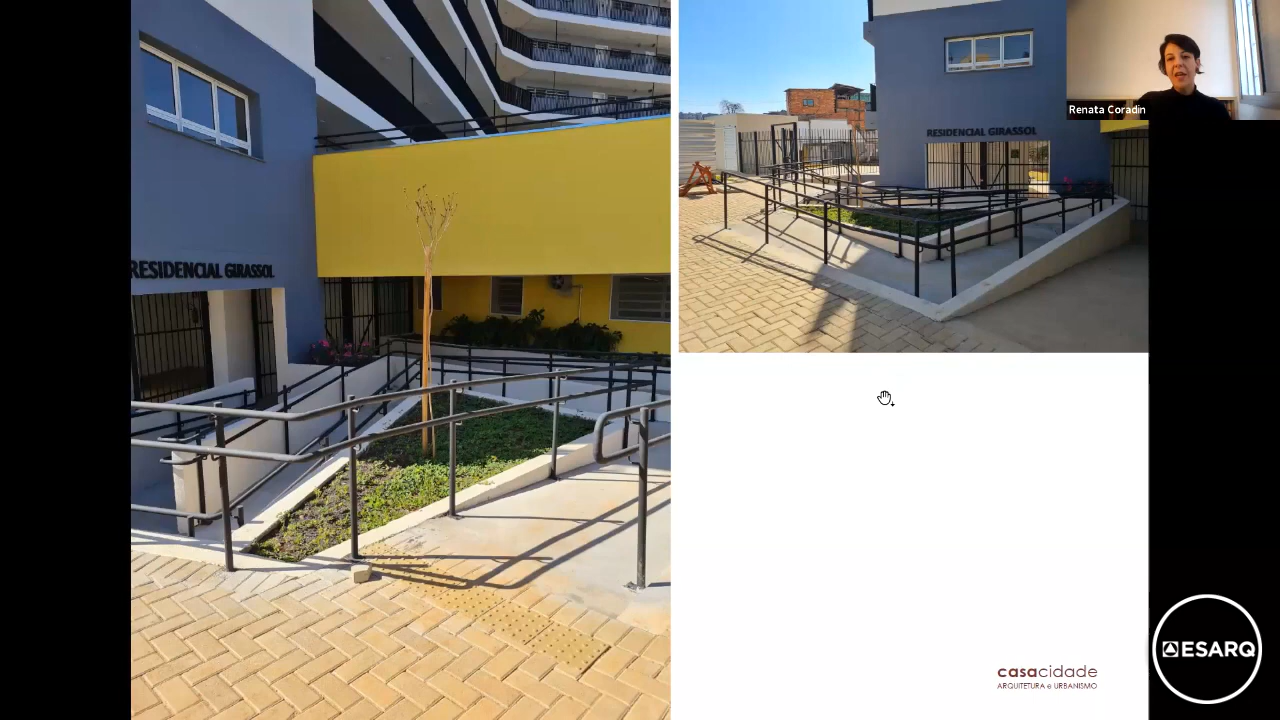 RESIDENCIAL GIRASSOL
RESIDENCIAL GIRASSOL
Renata Coradin
casacidade
ARQUITETURA e URBANISMO
ESARQ